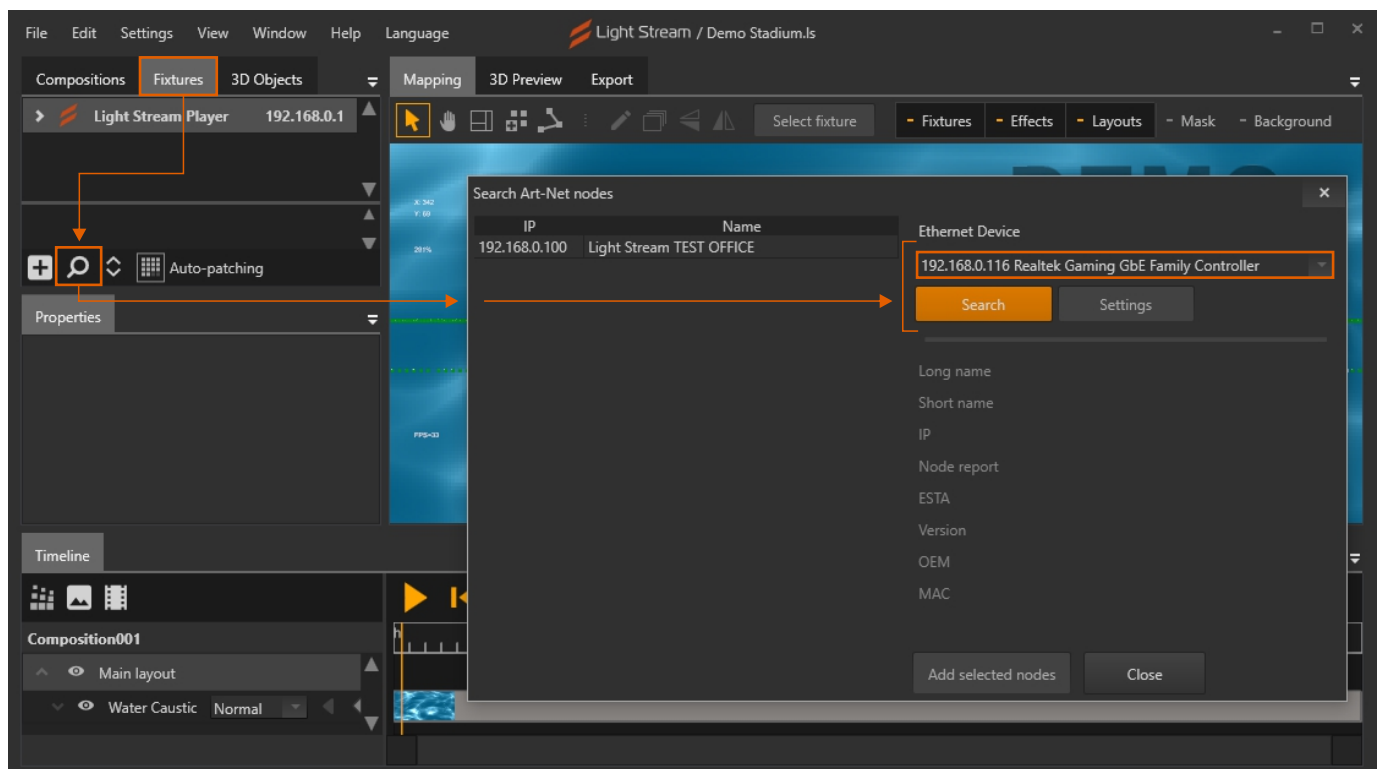 File Edit Settings View Window Help Language Light Stream / Demo Stadium.ls
Compositions Fixtures 3D Objects
Mapping 3D Preview Export
Light Stream Player 192.168.0.1
Select fixture
Fixtures - Effects - Layouts - Mask - Background
DEMO
X: 342
Y: 60
201%
FPS=33
Auto-patching
Properties
Search Art-Net nodes
IP Name
192.168.0.100 Light Stream TEST OFFICE
Ethernet Device
192.168.0.116 Realtek Gaming GbE Family Controller
Search Settings
Long name
Short name
IP
Node report
ESTA
Version
OEM
MAC
Add selected nodes Close
Timeline
Composition001
h
Main layout
Water Caustic Normal